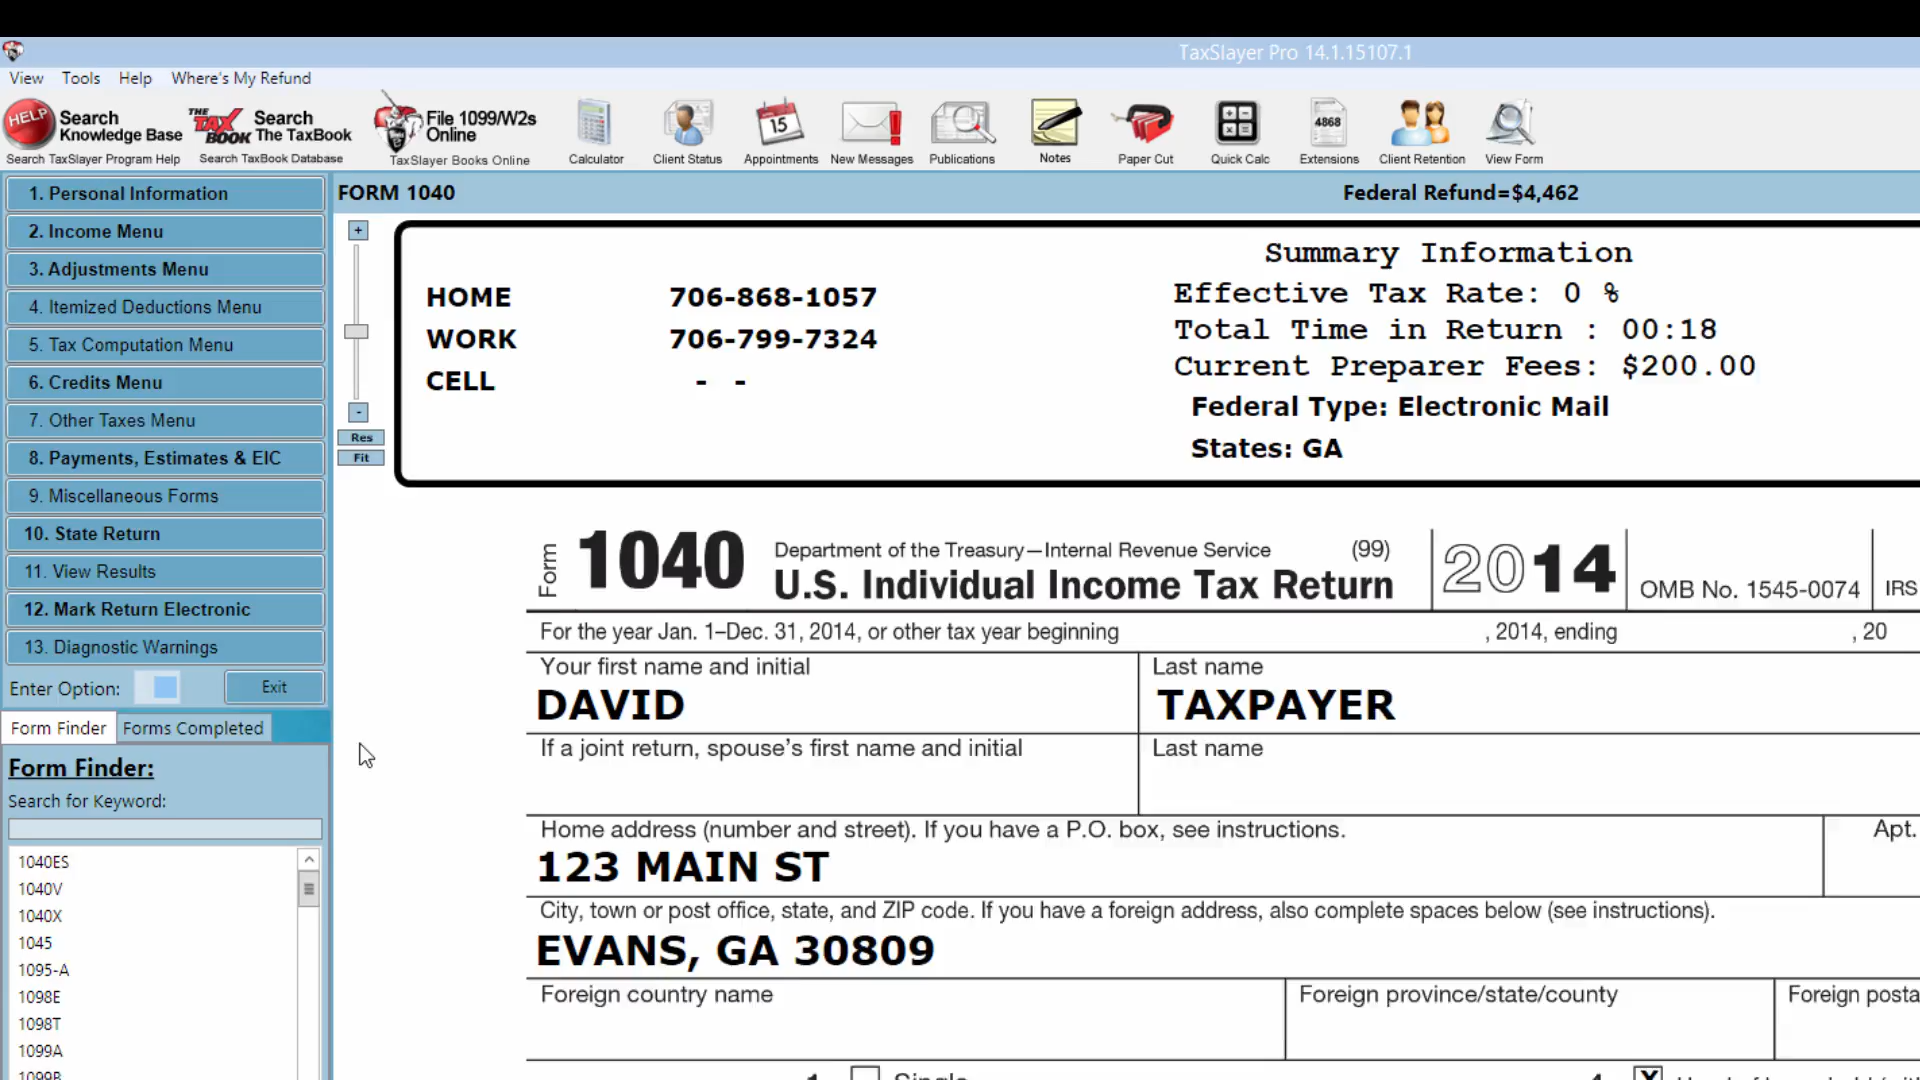 TaxSlayer Pro 14.1.15107.1
View Tools Help Where's My Refund
HELP Search Knowledge Base
Search TaxSlayer Program Help
THE TAX BOOK Search The TaxBook
Search TaxBook Database
File 1099/W2s Online
TaxSlayer Books Online
Calculator
Client Status
15
Appointments
New Messages
Publications
Notes
Paper Cut
Quick Calc
4868
Extensions
Client Retention
View Form
1. Personal Information
2. Income Menu
3. Adjustments Menu
4. Itemized Deductions Menu
5. Tax Computation Menu
6. Credits Menu
7. Other Taxes Menu
8. Payments, Estimates & EIC
9. Miscellaneous Forms
10. State Return
11. View Results
12. Mark Return Electronic
13. Diagnostic Warnings
Enter Option: Exit
Form Finder Forms Completed
Form Finder:
Search for Keyword:
1040ES
1040V
1040X
1045
1095-A
1098E
1098T
1099A
1099B
FORM 1040 Federal Refund=$4,462
+
-
Res
Fit
HOME 706-868-1057
WORK 706-799-7324
CELL - -
Summary Information
Effective Tax Rate: 0 %
Total Time in Return : 00:18
Current Preparer Fees: $200.00
Federal Type: Electronic Mail
States: GA
Form 1040 Department of the Treasury—Internal Revenue Service (99)
U.S. Individual Income Tax Return 2014 OMB No. 1545-0074 IRS
For the year Jan. 1–Dec. 31, 2014, or other tax year beginning , 2014, ending , 20
Your first name and initial Last name
DAVID TAXPAYER
If a joint return, spouse's first name and initial Last name
Home address (number and street). If you have a P.O. box, see instructions. Apt.
123 MAIN ST
City, town or post office, state, and ZIP code. If you have a foreign address, also complete spaces below (see instructions).
EVANS, GA 30809
Foreign country name Foreign province/state/county Foreign posta
1 Single 4 X